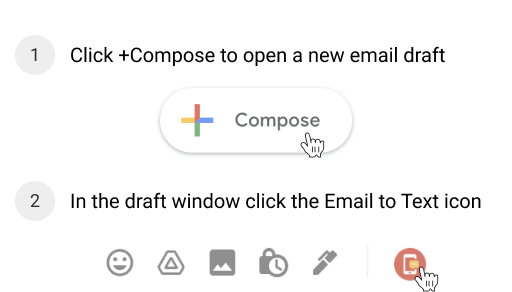 1 Click +Compose to open a new email draft
Compose
2 In the draft window click the Email to Text icon